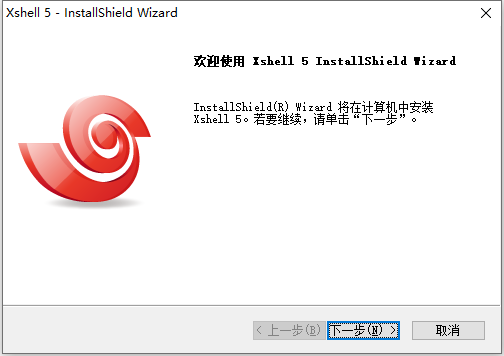 Xshell 5 - InstallShield Wizard
欢迎使用 Xshell 5 InstallShield Wizard
InstallShield(R) Wizard 将在计算机中安装
Xshell 5。若要继续，请单击“下一步”。
< 上一步(B) 下一步(N) > 取消